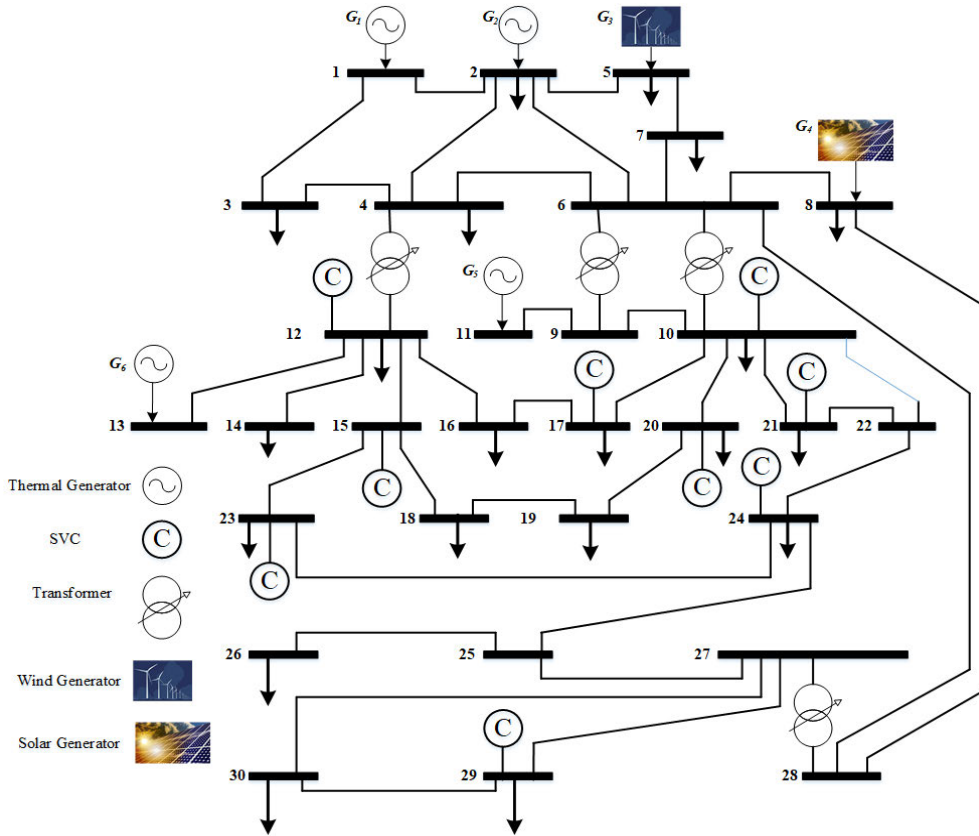 G1 G2 G3
1 2 5
7 G4
3 4 6 8
C G5 C
12 11 9 10
G6 C C
13 14 15 16 17 20 21 22
Thermal Generator C C C
23 18 19 24
SVC C
C
Transformer
26 25 27
Wind Generator
C
Solar Generator
30 29 28